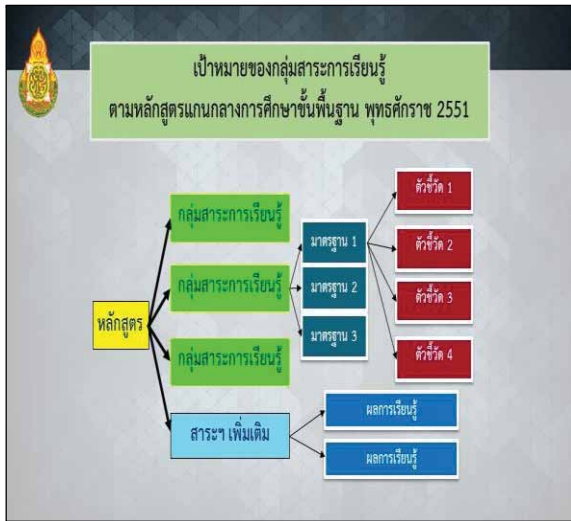 เป้าหมายของกลุ่มสาระการเรียนรู้
ตามหลักสูตรแกนกลางการศึกษาขั้นพื้นฐาน พุทธศักราช 2551
หลักสูตร
กลุ่มสาระการเรียนรู้
กลุ่มสาระการเรียนรู้
กลุ่มสาระการเรียนรู้
สาระฯ เพิ่มเติม
มาตรฐาน 1
มาตรฐาน 2
มาตรฐาน 3
ตัวชี้วัด 1
ตัวชี้วัด 2
ตัวชี้วัด 3
ตัวชี้วัด 4
ผลการเรียนรู้
ผลการเรียนรู้